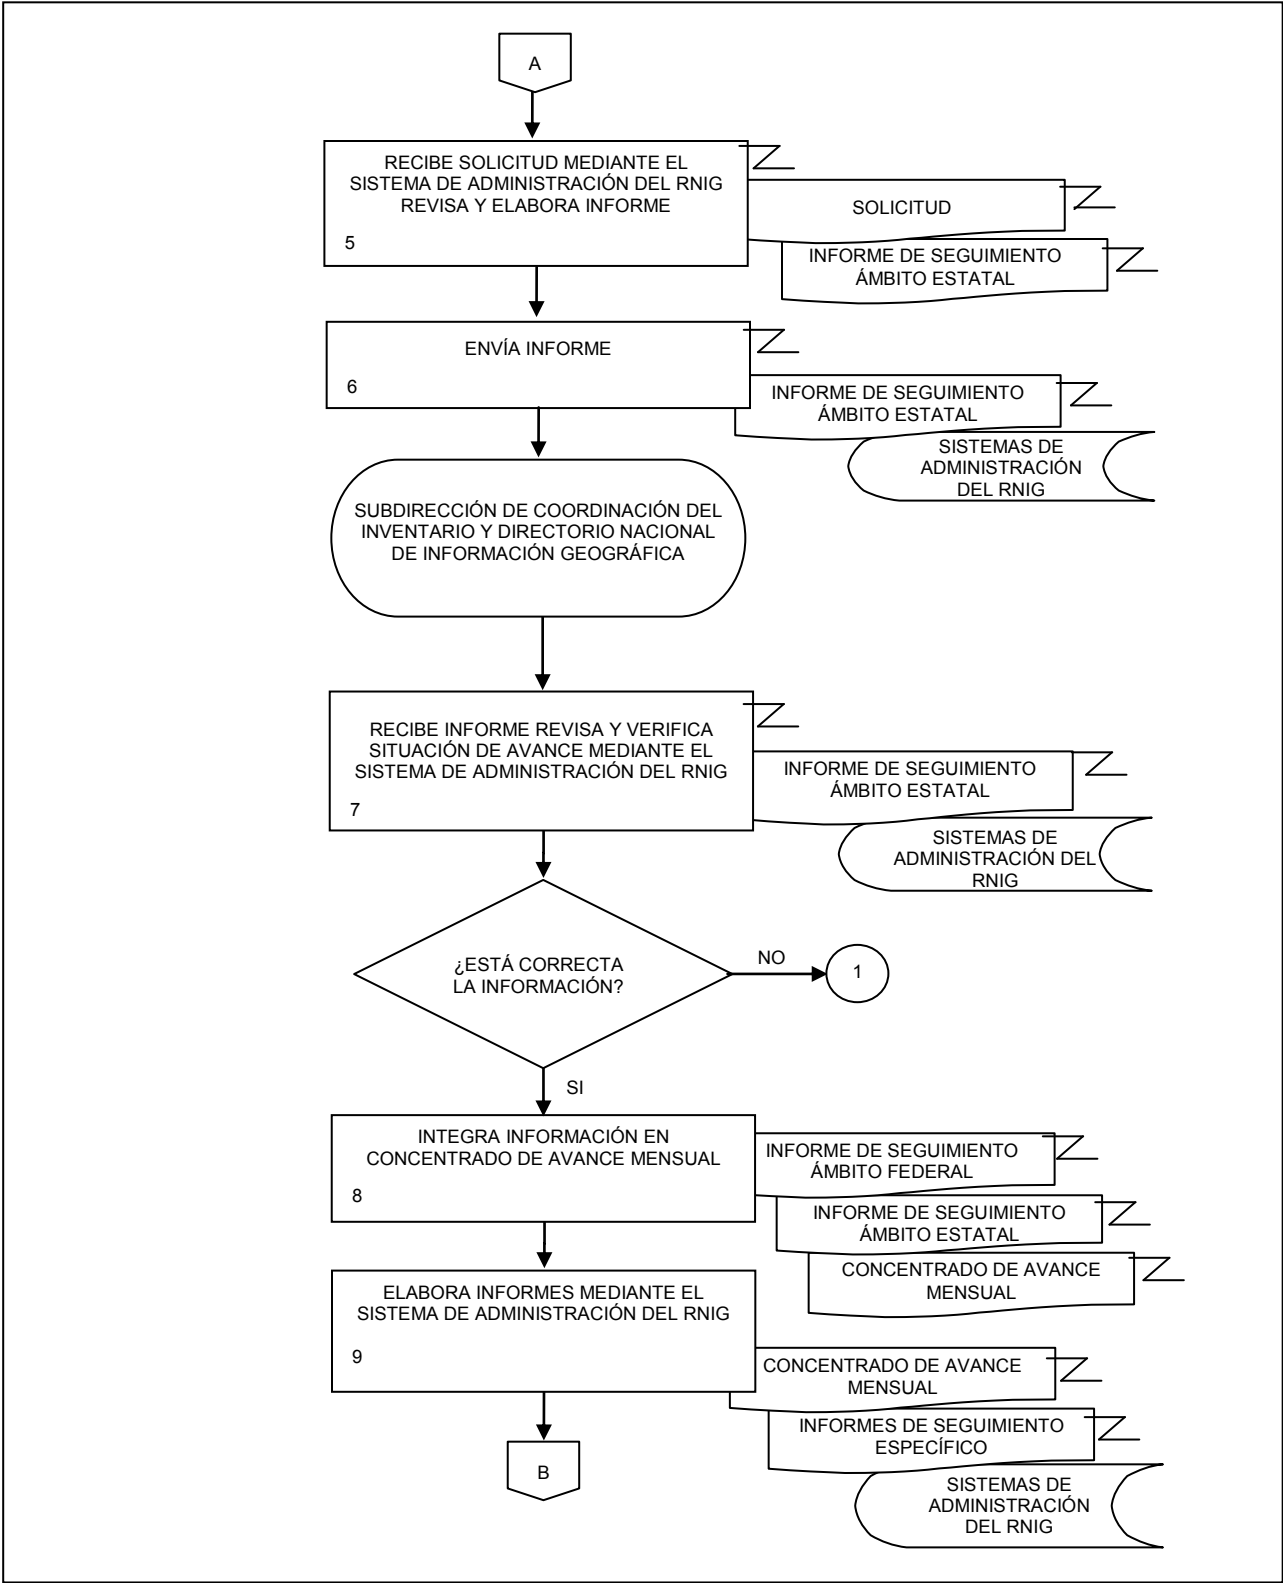 A
RECIBE SOLICITUD MEDIANTE EL
SISTEMA DE ADMINISTRACIÓN DEL RNIG
REVISA Y ELABORA INFORME
5
SOLICITUD
INFORME DE SEGUIMIENTO
ÁMBITO ESTATAL
ENVÍA INFORME
6
INFORME DE SEGUIMIENTO
ÁMBITO ESTATAL
SISTEMAS DE
ADMINISTRACIÓN
DEL RNIG
SUBDIRECCIÓN DE COORDINACIÓN DEL
INVENTARIO Y DIRECTORIO NACIONAL
DE INFORMACIÓN GEOGRÁFICA
RECIBE INFORME REVISA Y VERIFICA
SITUACIÓN DE AVANCE MEDIANTE EL
SISTEMA DE ADMINISTRACIÓN DEL RNIG
7
INFORME DE SEGUIMIENTO
ÁMBITO ESTATAL
SISTEMAS DE
ADMINISTRACIÓN DEL
RNIG
¿ESTÁ CORRECTA
LA INFORMACIÓN?
NO
1
SI
INTEGRA INFORMACIÓN EN
CONCENTRADO DE AVANCE MENSUAL
8
INFORME DE SEGUIMIENTO
ÁMBITO FEDERAL
INFORME DE SEGUIMIENTO
ÁMBITO ESTATAL
CONCENTRADO DE AVANCE
MENSUAL
ELABORA INFORMES MEDIANTE EL
SISTEMA DE ADMINISTRACIÓN DEL RNIG
9
CONCENTRADO DE AVANCE
MENSUAL
INFORMES DE SEGUIMIENTO
ESPECÍFICO
SISTEMAS DE
ADMINISTRACIÓN
DEL RNIG
B